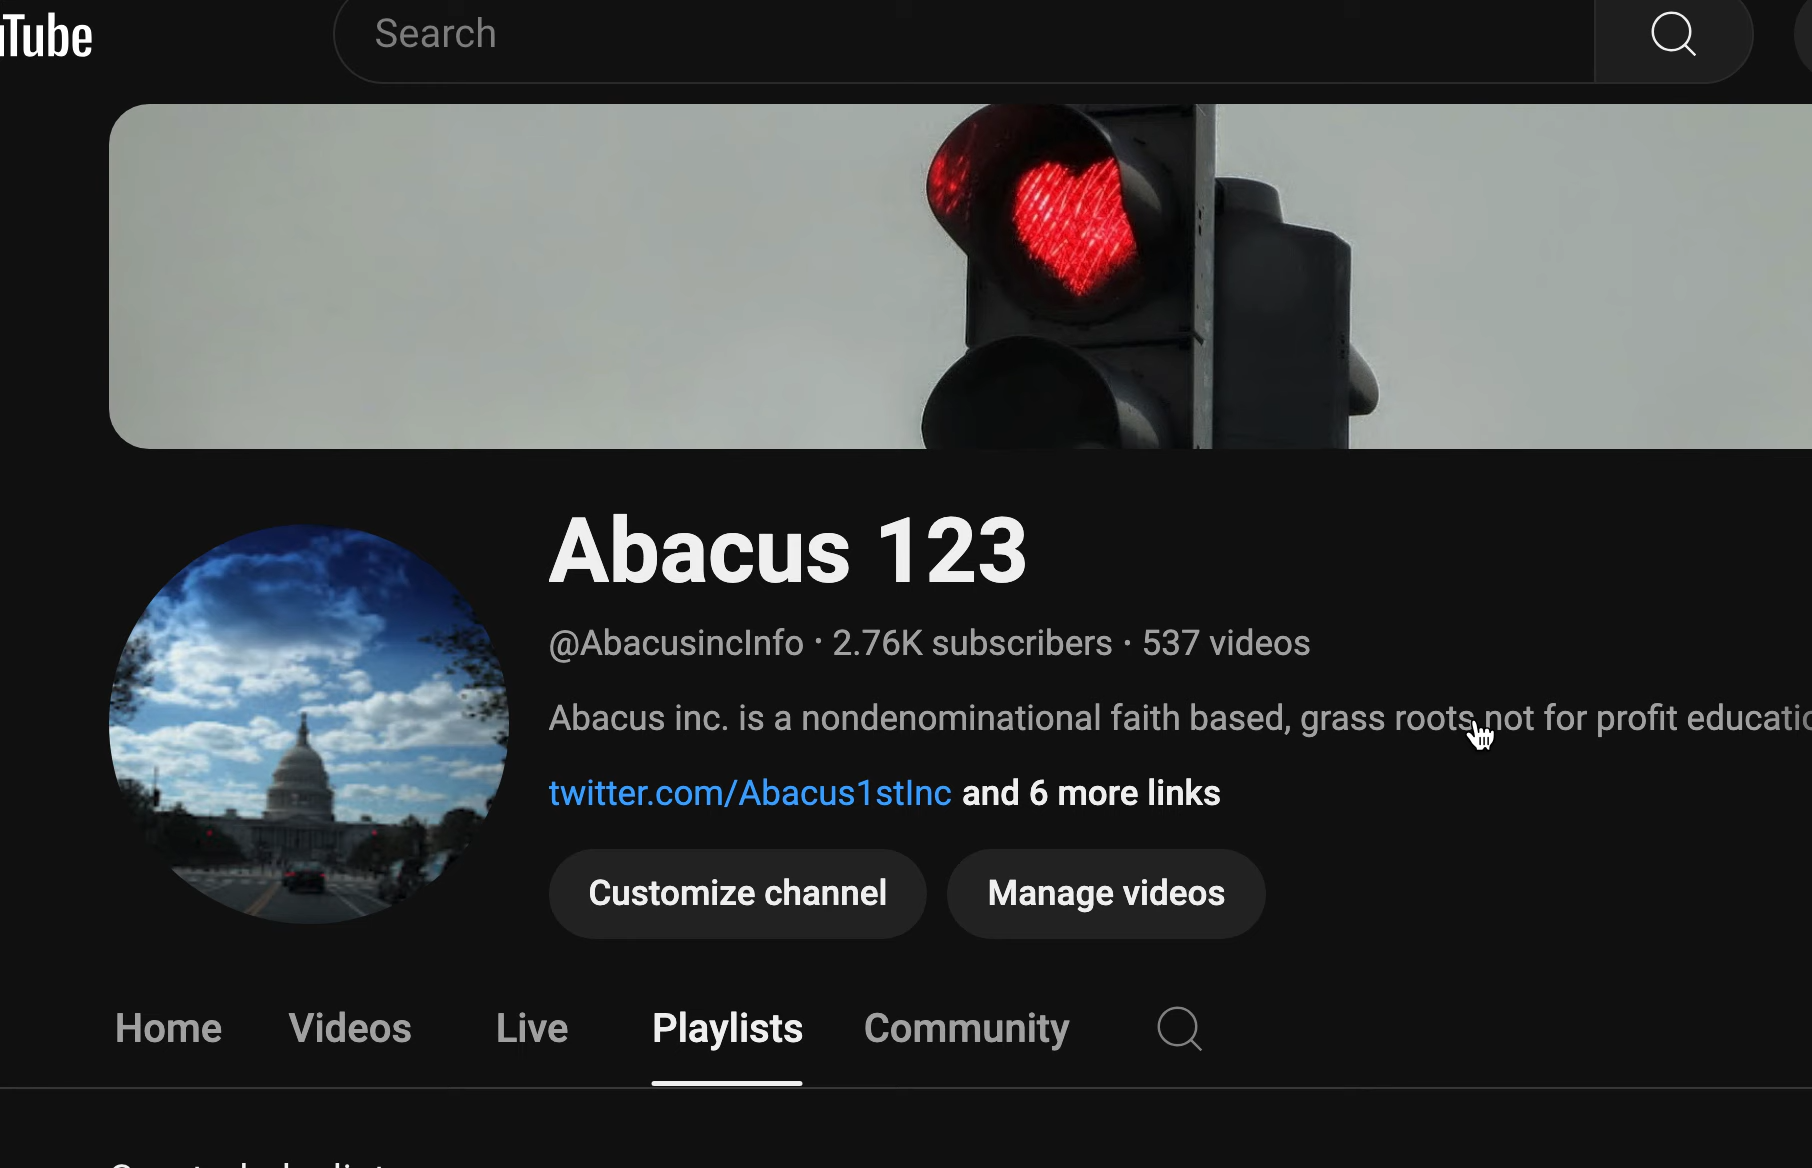 Tube
Search
Abacus 123
@AbacusincInfo · 2.76K subscribers · 537 videos
Abacus inc. is a nondenominational faith based, grass roots not for profit educatio
twitter.com/Abacus1stInc and 6 more links
Customize channel Manage videos
Home Videos Live Playlists Community